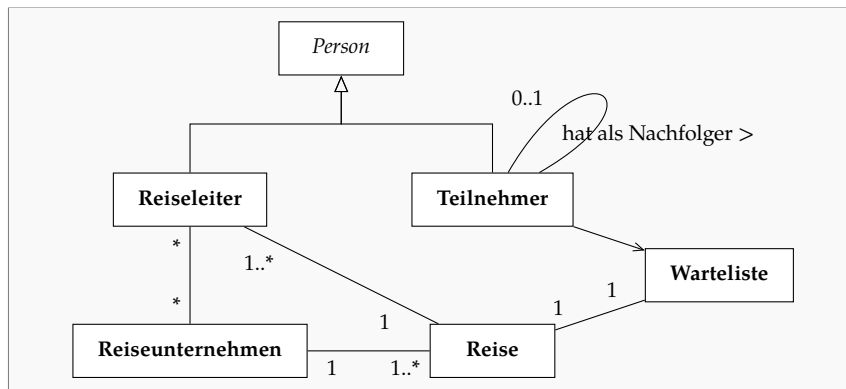 Person
0..1
hat als Nachfolger >
Reiseleiter
Teilnehmer
*
1..*
Warteliste
*
1
1
1
Reiseunternehmen
Reise
1
1..*